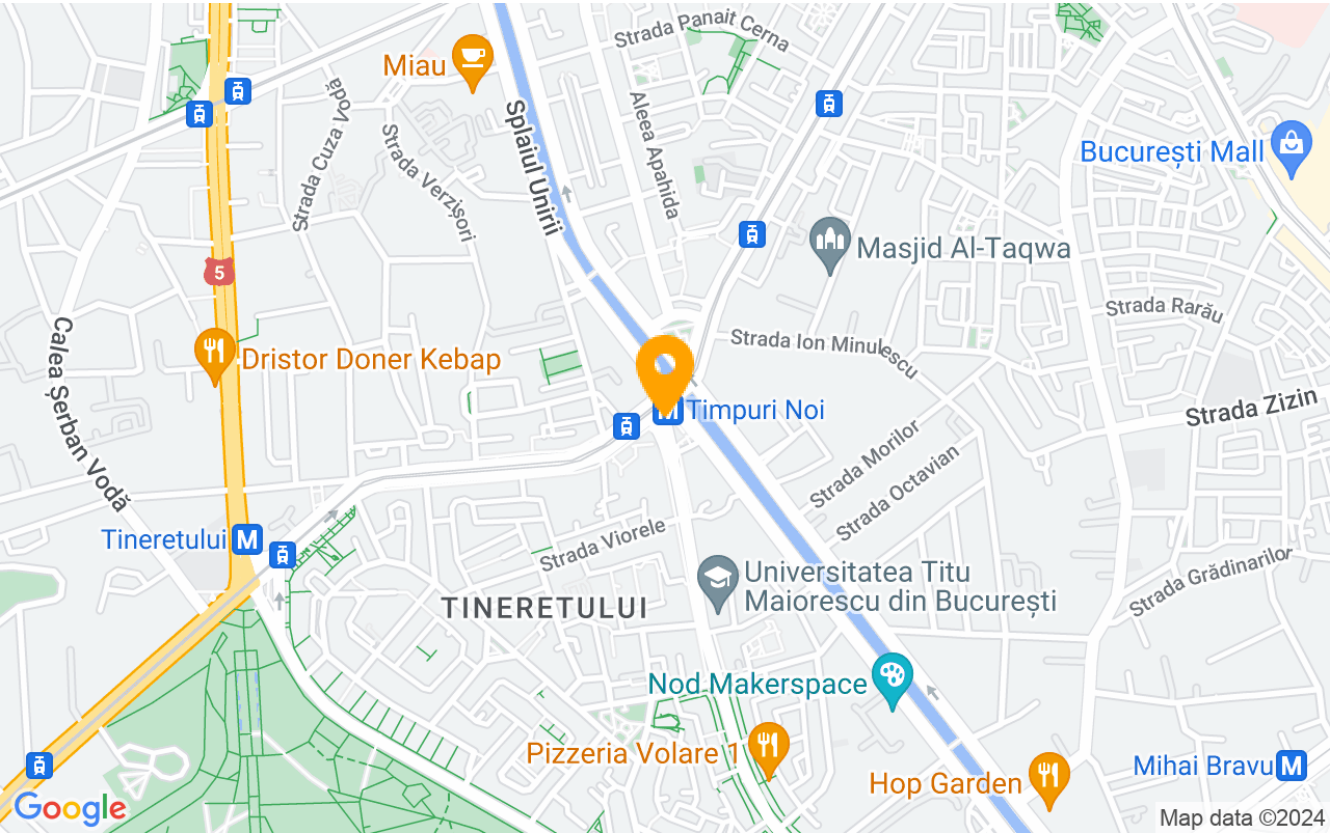 Strada Panait Cerna
Miau
Splaiul Unirii
Aleea Apahida
Strada Cuza Vodă
Strada Verzișori
București Mall
Masjid Al-Taqwa
5
Strada Rarău
Calea Șerban Vodă
Dristor Doner Kebap
Strada Ion Minulescu
M Timpuri Noi
Strada Zizin
Strada Morilor
Strada Octavian
Tineretului M
Strada Viorele
Universitatea Titu
Maiorescu din București
Strada Grădinarilor
TINERETULUI
Nod Makerspace
Pizzeria Volare 1
Hop Garden
Mihai Bravu M
Google
Map data ©2024